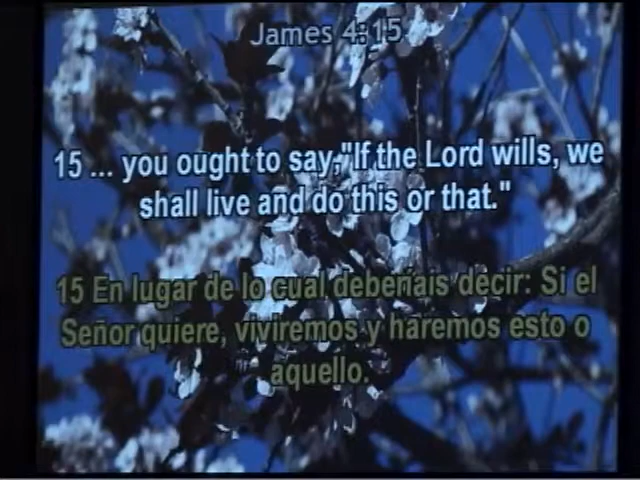 James 4:15
15 ... you ought to say,"If the Lord wills, we
shall live and do this or that."
15 En lugar de lo cual deberíais decir: Si el
Señor quiere, viviremos y haremos esto o
aquello.